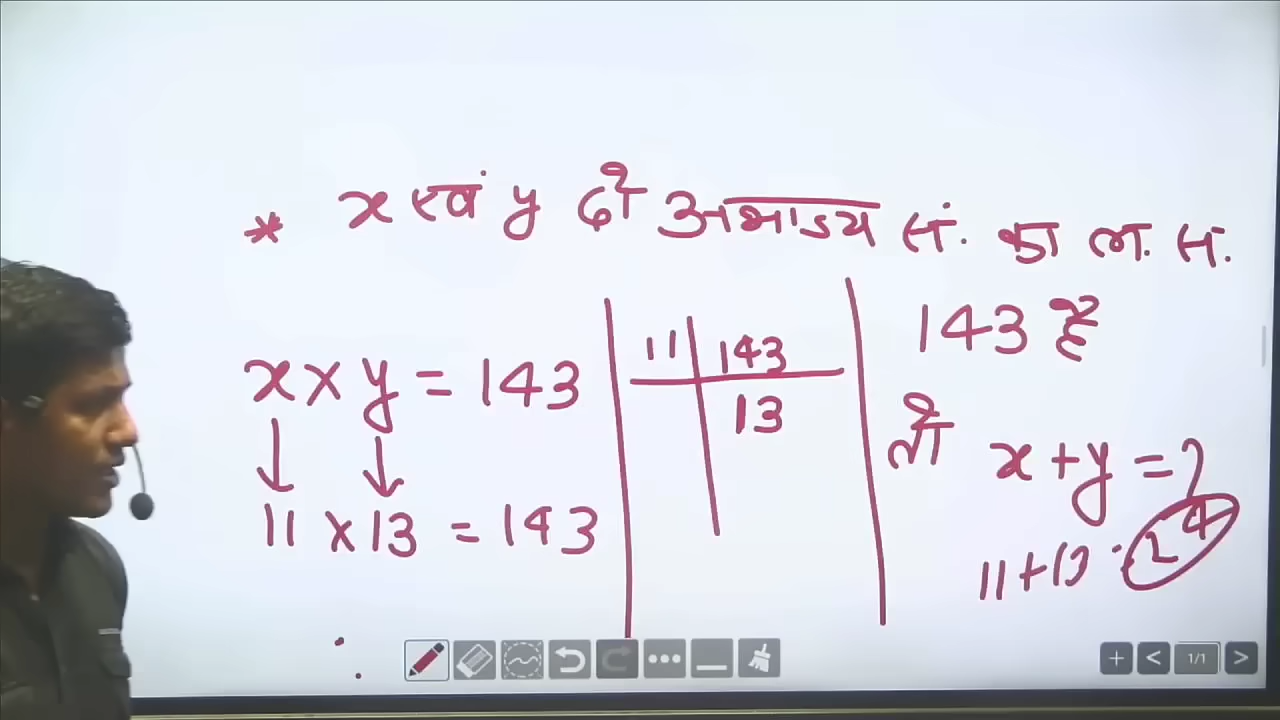 * x एवं y दो अभाज्य सं. का ल. स.
143 है
तो x + y = ?
11 + 13 = 24
x × y = 143
11 × 13 = 143
11 | 143
13
1/1